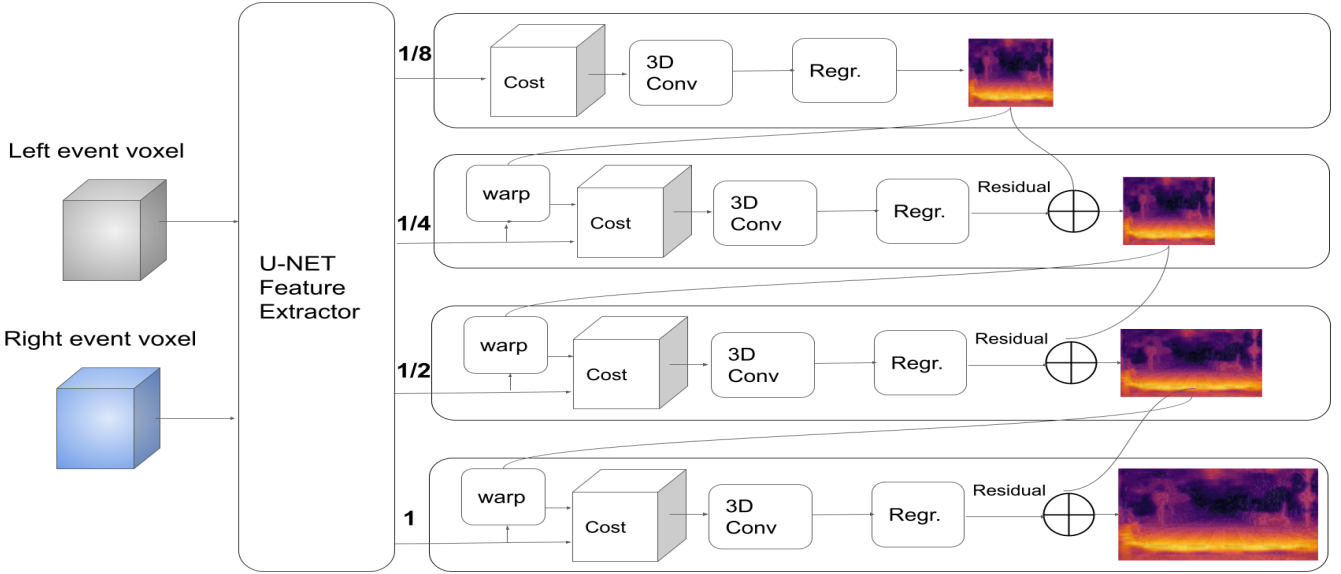 Left event voxel
Right event voxel
U-NET
Feature
Extractor
1/8
Cost
3D
Conv
Regr.
1/4
warp
Cost
3D
Conv
Regr.
Residual
1/2
warp
Cost
3D
Conv
Regr.
Residual
1
warp
Cost
3D
Conv
Regr.
Residual